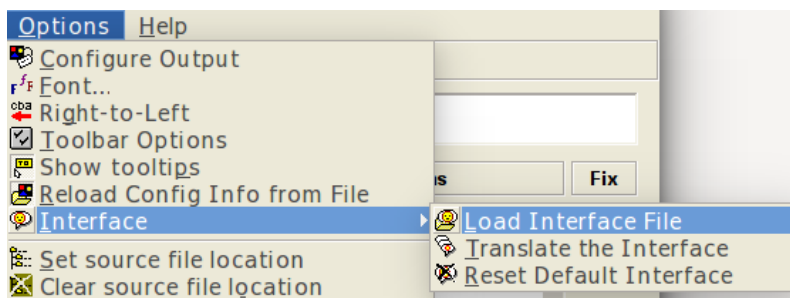 Options Help
Configure Output
Font...
Right-to-Left
Toolbar Options
Show tooltips
Fix
Reload Config Info from File
Interface
Load Interface File
Translate the Interface
Reset Default Interface
Set source file location
Clear source file location